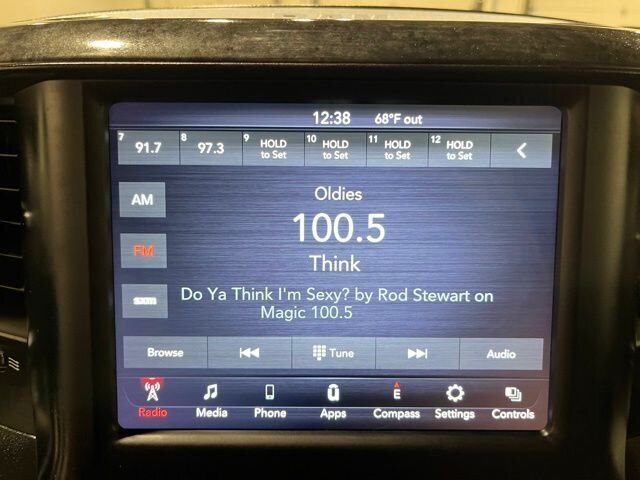 12:38 68°F out
7 91.7 8 97.3 9 HOLD to Set 10 HOLD to Set 11 HOLD to Set 12 HOLD to Set
AM
Oldies
100.5
FM
Think
Do Ya Think I'm Sexy? by Rod Stewart on
Magic 100.5
Browse Tune Audio
E
Radio Media Phone Apps Compass Settings Controls